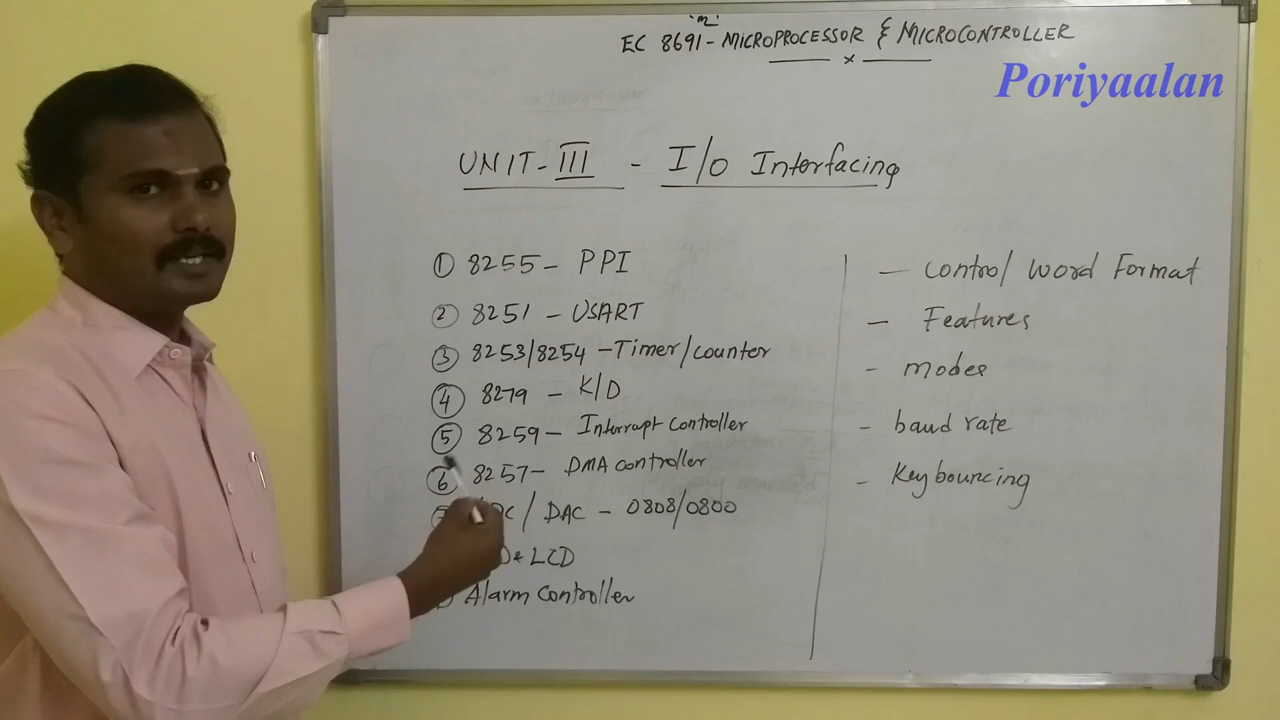 EC 8691 - MICROPROCESSOR & MICROCONTROLLER
x
Poriyaalan
UNIT-III - I/O Interfacing
① 8255 - PPI
② 8251 - USART
③ 8253/8254 - Timer/counter
④ 8279 - K/D
⑤ 8259 - Interrupt Controller
⑥ 8257 - DMA controller
DAC - 0808/0800
& LCD
Alarm Controller
- Control word Format
- Features
- modes
- baud rate
- Key bouncing